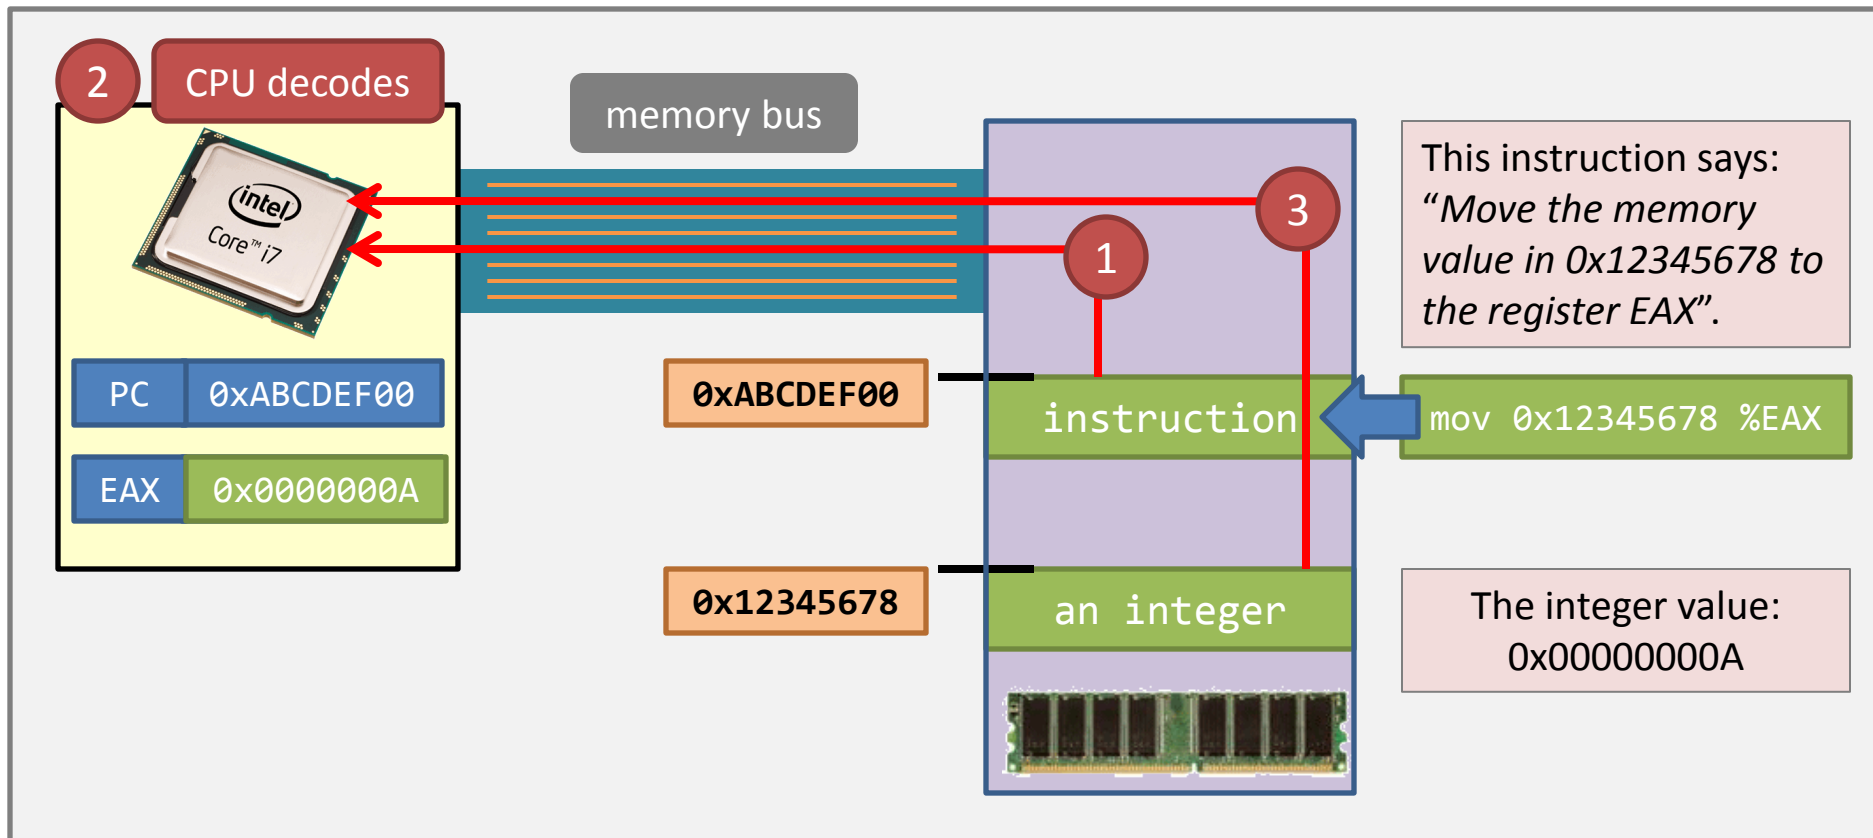 2
CPU decodes
memory bus
intel
Core™ i7
PC 0xABCDEF00
EAX 0x0000000A
3
1
0xABCDEF00
instruction
0x12345678
an integer
This instruction says:
“Move the memory
value in 0x12345678 to
the register EAX”.
mov 0x12345678 %EAX
The integer value:
0x00000000A